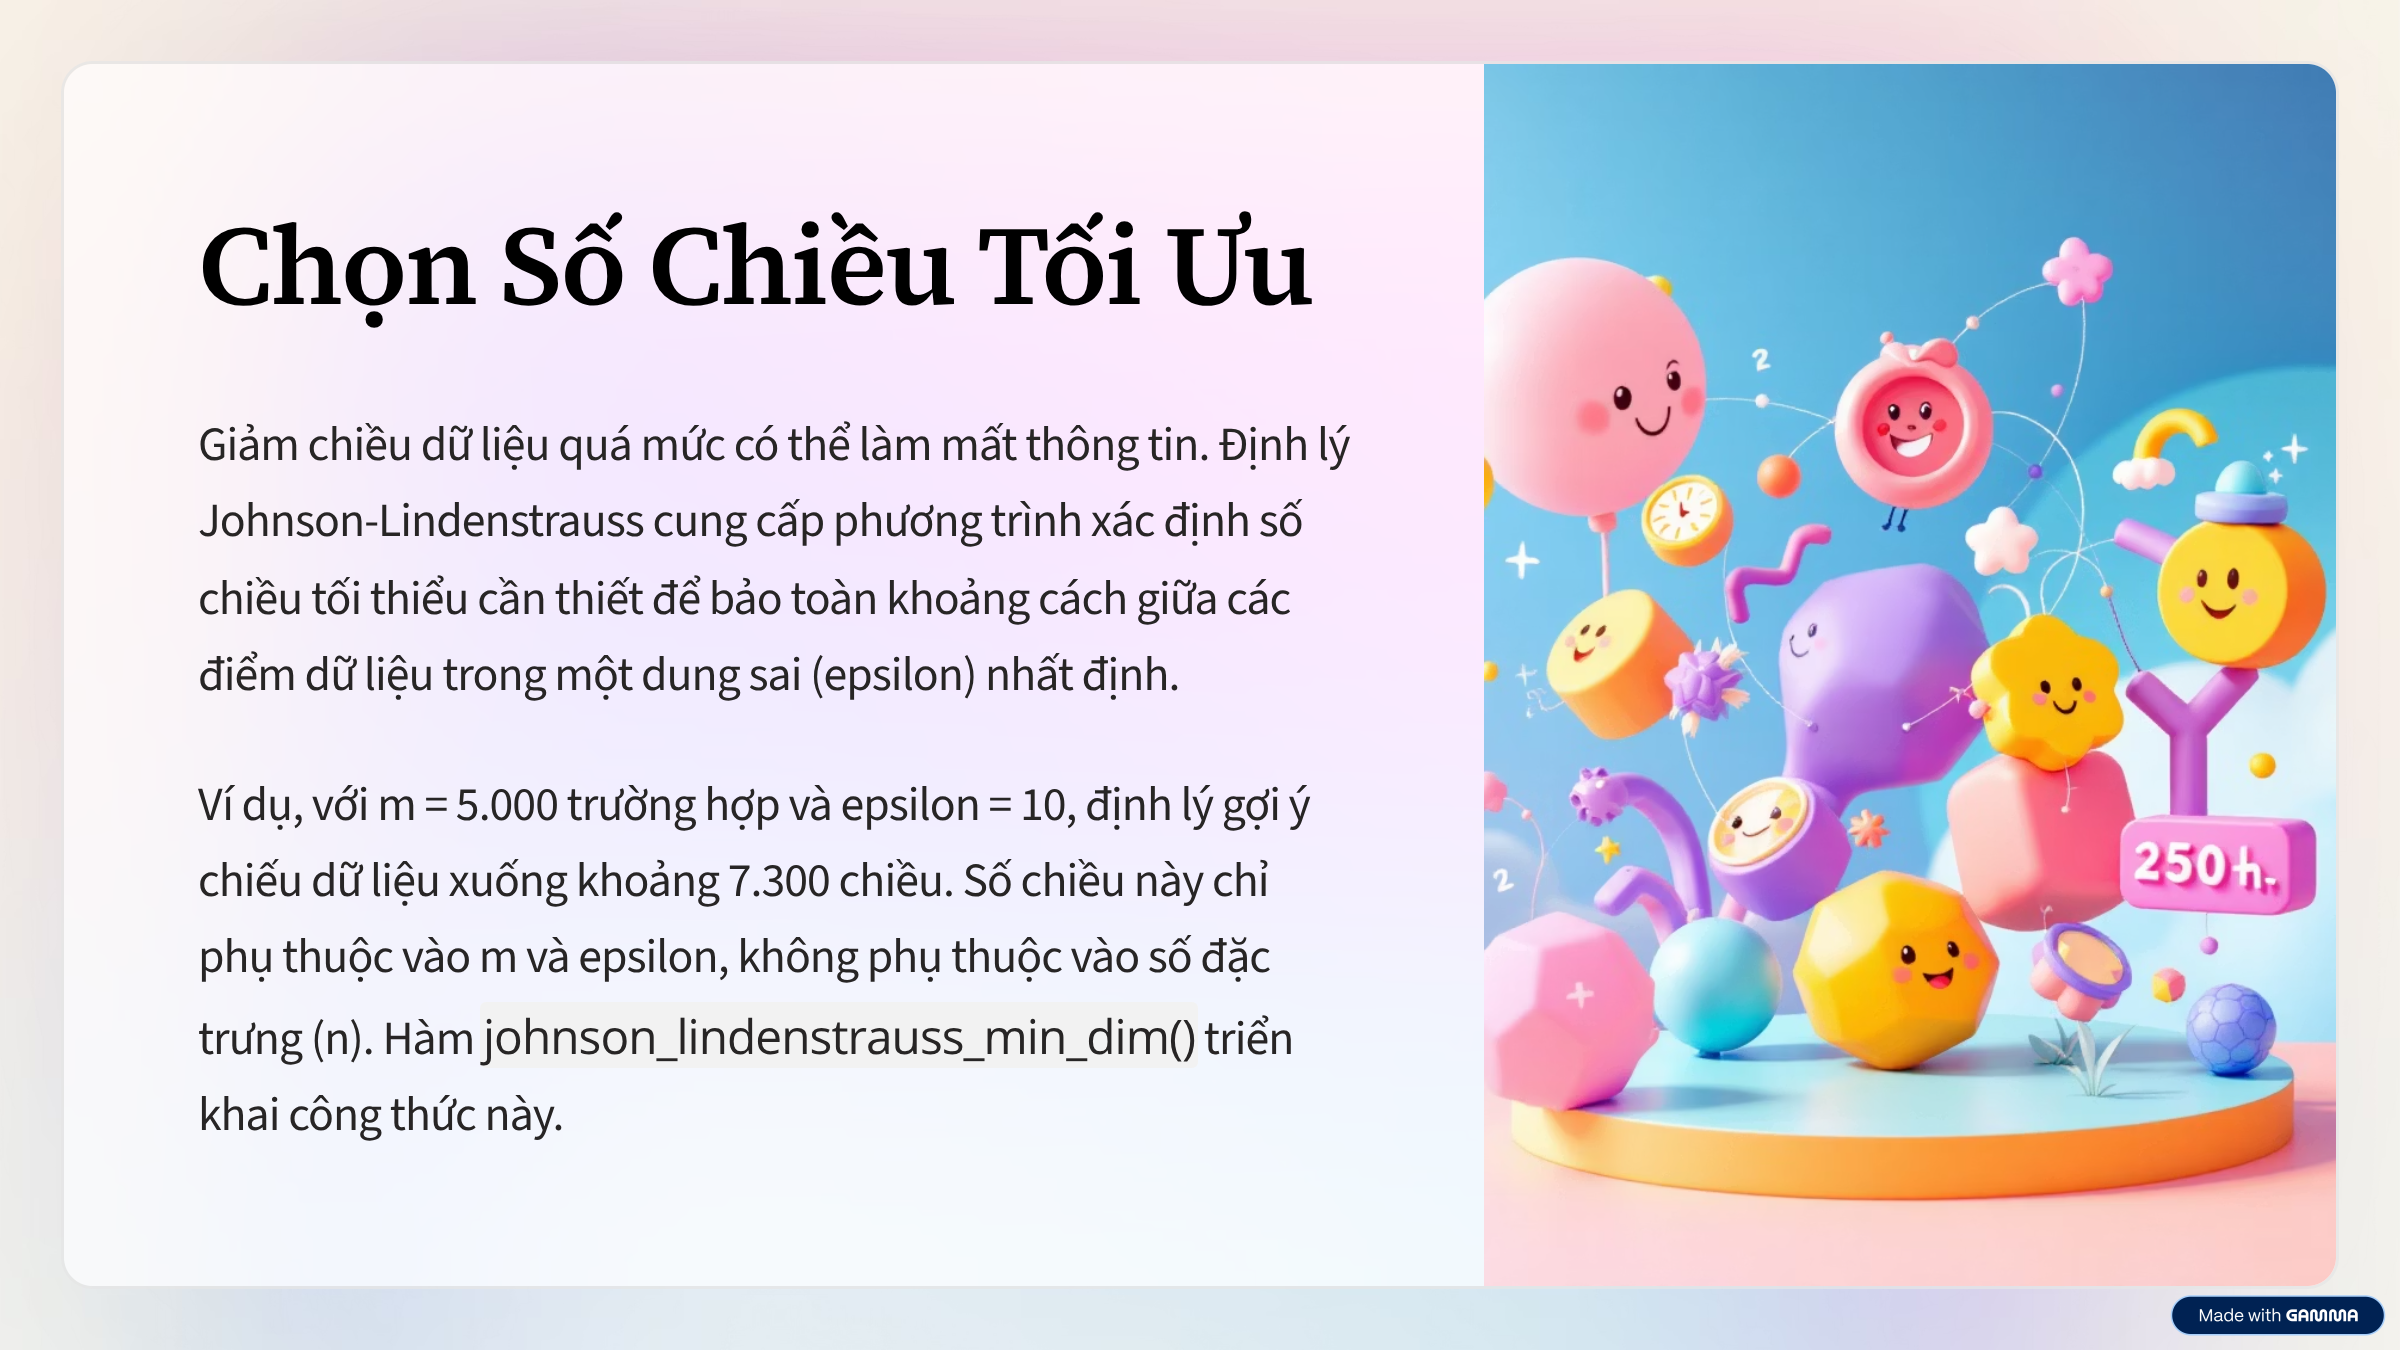 Chọn Số Chiều Tối Ưu
Giảm chiều dữ liệu quá mức có thể làm mất thông tin. Định lý
Johnson-Lindenstrauss cung cấp phương trình xác định số
chiều tối thiểu cần thiết để bảo toàn khoảng cách giữa các
điểm dữ liệu trong một dung sai (epsilon) nhất định.
Ví dụ, với m = 5.000 trường hợp và epsilon = 10, định lý gợi ý
chiếu dữ liệu xuống khoảng 7.300 chiều. Số chiều này chỉ
phụ thuộc vào m và epsilon, không phụ thuộc vào số đặc
trưng (n). Hàm johnson_lindenstrauss_min_dim() triển
khai công thức này.
2
2
250h-
Made with GAMMA